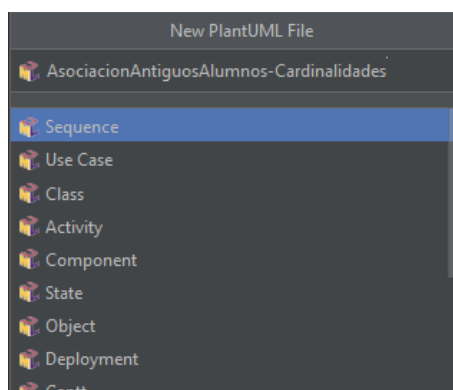 New PlantUML File
AsociacionAntiguosAlumnos-Cardinalidades
Sequence
Use Case
Class
Activity
Component
State
Object
Deployment